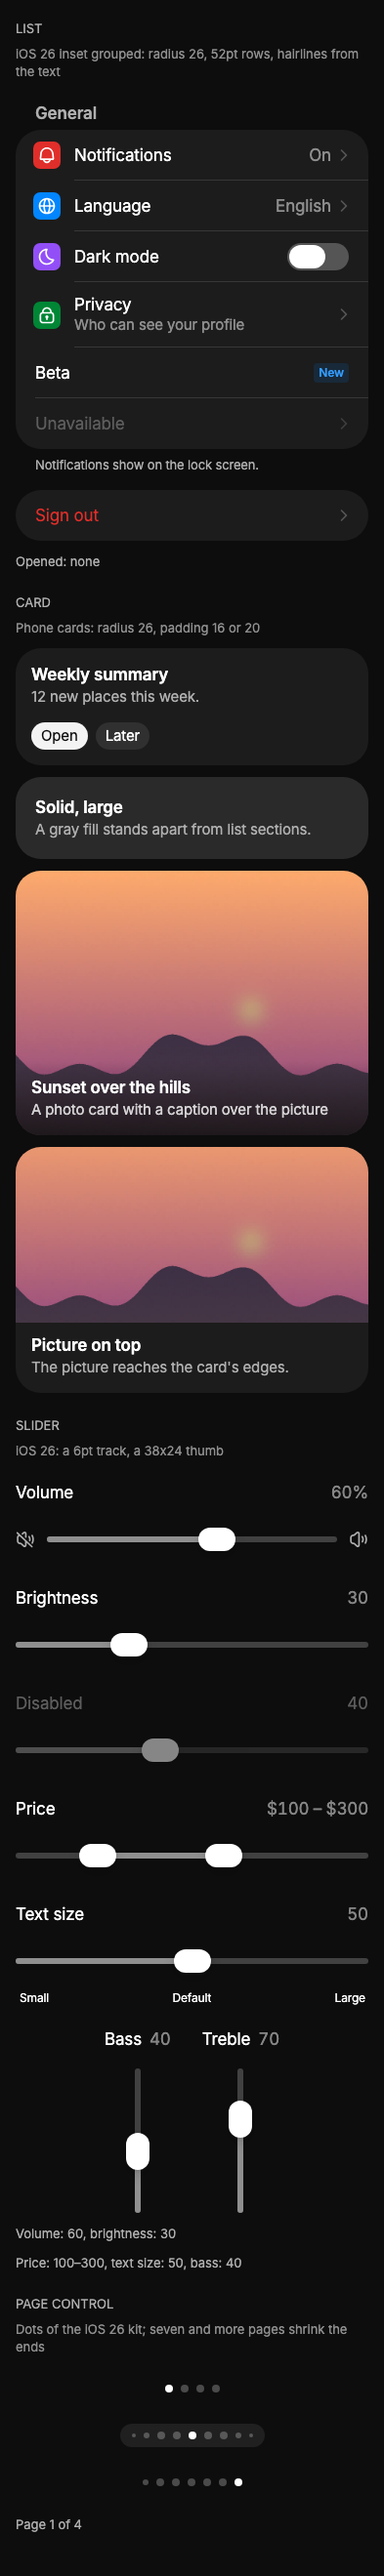 LIST
iOS 26 inset grouped: radius 26, 52pt rows, hairlines from
the text
General
Notifications On
Language English
Dark mode
Privacy
Who can see your profile
Beta New
Unavailable
Notifications show on the lock screen.
Sign out
Opened: none
CARD
Phone cards: radius 26, padding 16 or 20
Weekly summary
12 new places this week.
Open Later
Solid, large
A gray fill stands apart from list sections.
Sunset over the hills
A photo card with a caption over the picture
Picture on top
The picture reaches the card's edges.
SLIDER
iOS 26: a 6pt track, a 38x24 thumb
Volume 60%
Brightness 30
Disabled 40
Price $100 – $300
Text size 50
Small Default Large
Bass 40 Treble 70
Volume: 60, brightness: 30
Price: 100–300, text size: 50, bass: 40
PAGE CONTROL
Dots of the iOS 26 kit; seven and more pages shrink the
ends
Page 1 of 4